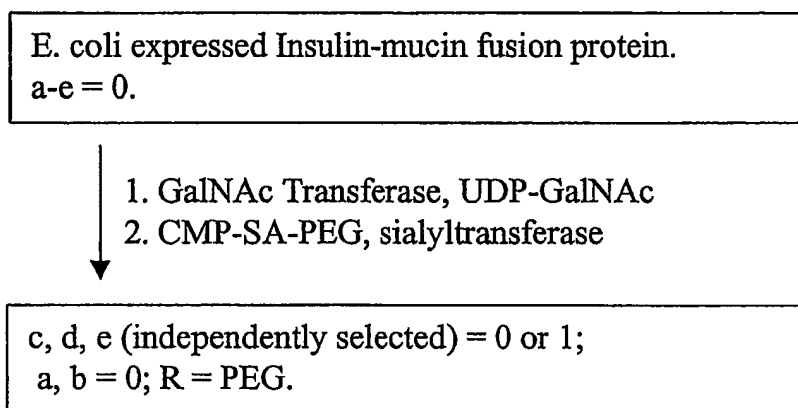 E. coli expressed Insulin-mucin fusion protein.
a-e = 0.
1. GalNAc Transferase, UDP-GalNAc
2. CMP-SA-PEG, sialyltransferase
c, d, e (independently selected) = 0 or 1;
a, b = 0; R = PEG.